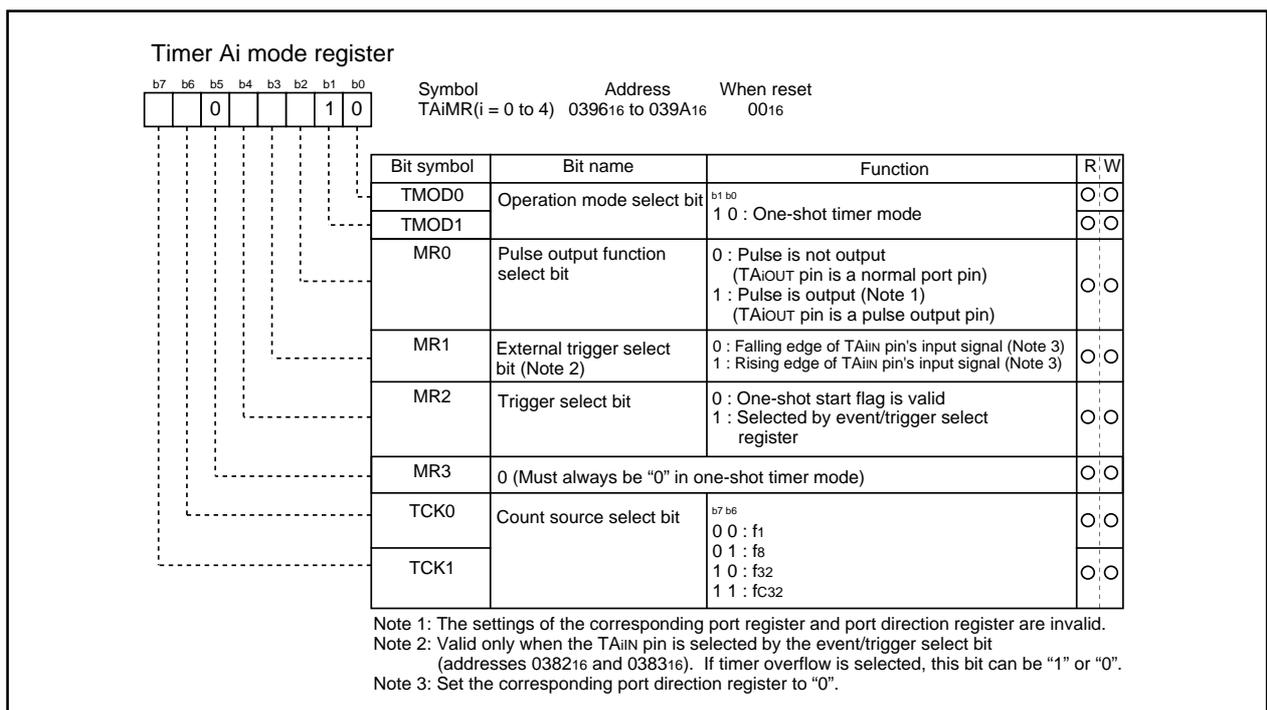 Timer Ai mode register
b7 b6 b5 b4 b3 b2 b1 b0
0 1 0
Symbol Address When reset
TAiMR(i = 0 to 4) 039616 to 039A16 0016
Bit symbol Bit name Function R W
TMOD0 Operation mode select bit b1 b0
1 0 : One-shot timer mode
TMOD1
MR0 Pulse output function select bit 0 : Pulse is not output
(TAiOUT pin is a normal port pin)
1 : Pulse is output (Note 1)
(TAiOUT pin is a pulse output pin)
MR1 External trigger select bit (Note 2) 0 : Falling edge of TAiIN pin's input signal (Note 3)
1 : Rising edge of TAiIN pin's input signal (Note 3)
MR2 Trigger select bit 0 : One-shot start flag is valid
1 : Selected by event/trigger select
register
MR3 0 (Must always be “0” in one-shot timer mode)
TCK0 Count source select bit b7 b6
0 0 : f1
0 1 : f8
TCK1 1 0 : f32
1 1 : fC32
Note 1: The settings of the corresponding port register and port direction register are invalid.
Note 2: Valid only when the TAiIN pin is selected by the event/trigger select bit
(addresses 038216 and 038316). If timer overflow is selected, this bit can be “1” or “0”.
Note 3: Set the corresponding port direction register to “0”.